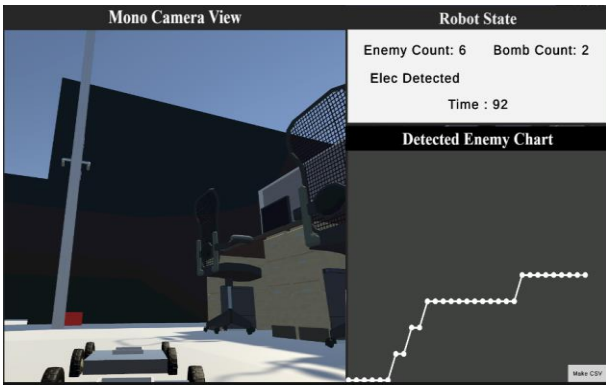 Mono Camera View
Robot State
Enemy Count: 6 Bomb Count: 2
Elec Detected
Time : 92
Detected Enemy Chart
Make CSV